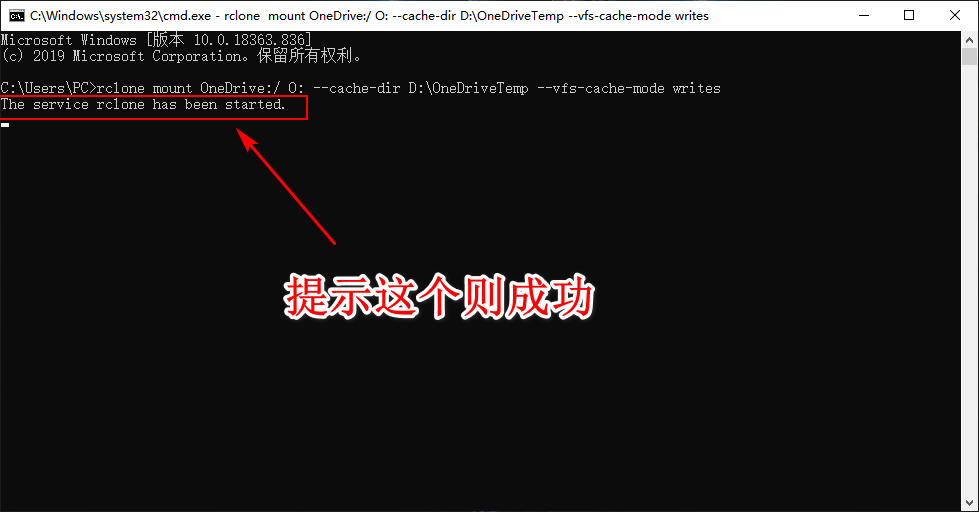 C:\Windows\system32\cmd.exe - rclone  mount OneDrive:/ O: --cache-dir D:\OneDriveTemp --vfs-cache-mode writes
Microsoft Windows [版本 10.0.18363.836]
(c) 2019 Microsoft Corporation。保留所有权利。
C:\Users\PC>rclone mount OneDrive:/ O: --cache-dir D:\OneDriveTemp --vfs-cache-mode writes
The service rclone has been started.
提示这个则成功